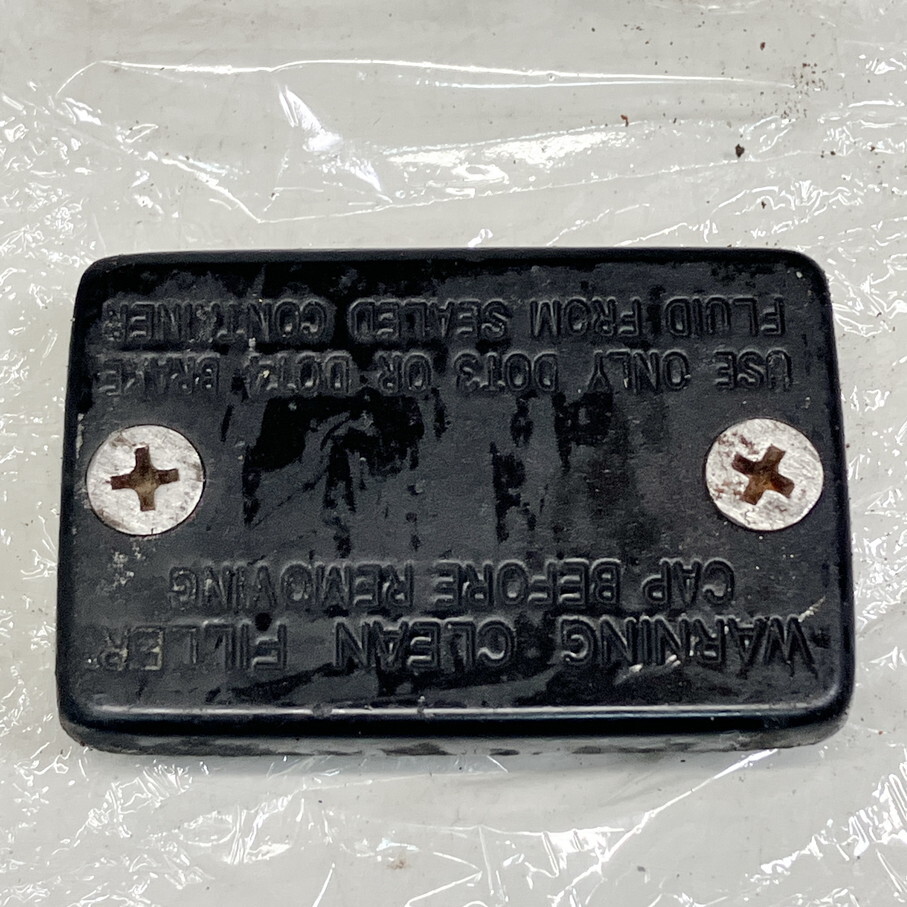 WARNING CLEAN FILLER
CAP BEFORE REMOVING
USE ONLY DOT3 OR DOT4 BRAKE
FLUID FROM SEALED CONTAINER